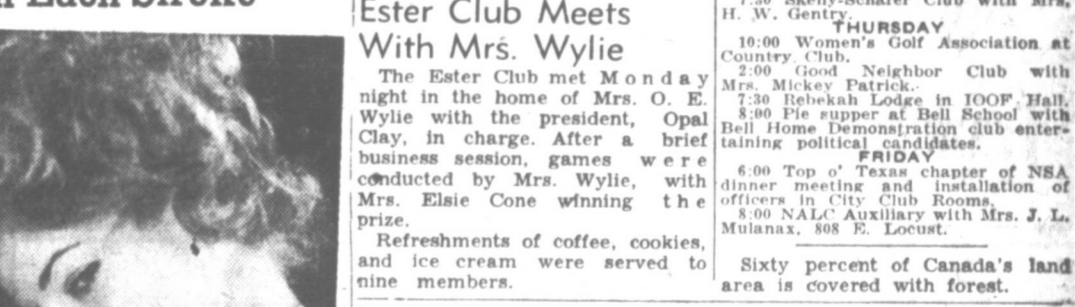 Ester Club Meets
With Mrs. Wylie
The Ester Club met Monday
night in the home of Mrs. O. E.
Wylie with the president, Opal
Clay, in charge. After a brief
business session, games were
conducted by Mrs. Wylie, with
Mrs. Elsie Cone winning the
prize.
Refreshments of coffee, cookies,
and ice cream were served to
nine members.
7:30 Skelly-Schafer Club with Mrs.
H. W. Gentry.
THURSDAY
10:00 Women's Golf Association at
Country Club.
2:00 Good Neighbor Club with
Mrs. Mickey Patrick.
7:30 Rebekah Lodge in IOOF Hall.
8:00 Pie supper at Bell School with
Bell Home Demonstration club enter-
taining political candidates.
FRIDAY
6:00 Top o' Texas chapter of NSA
dinner meeting and installation of
officers in City Club Rooms.
8:00 NALC Auxiliary with Mrs. J. L.
Mulanax, 808 E. Locust.
Sixty percent of Canada's land
area is covered with forest.